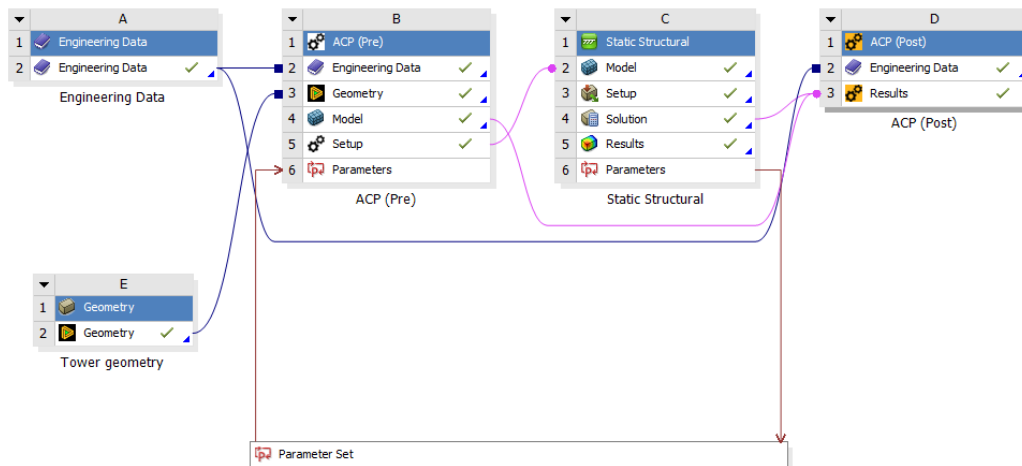 A
1 Engineering Data
2 Engineering Data
Engineering Data
B
1 ACP (Pre)
2 Engineering Data
3 Geometry
4 Model
5 Setup
6 Parameters
ACP (Pre)
C
1 Static Structural
2 Model
3 Setup
4 Solution
5 Results
6 Parameters
Static Structural
D
1 ACP (Post)
2 Engineering Data
3 Results
ACP (Post)
E
1 Geometry
2 Geometry
Tower geometry
Parameter Set